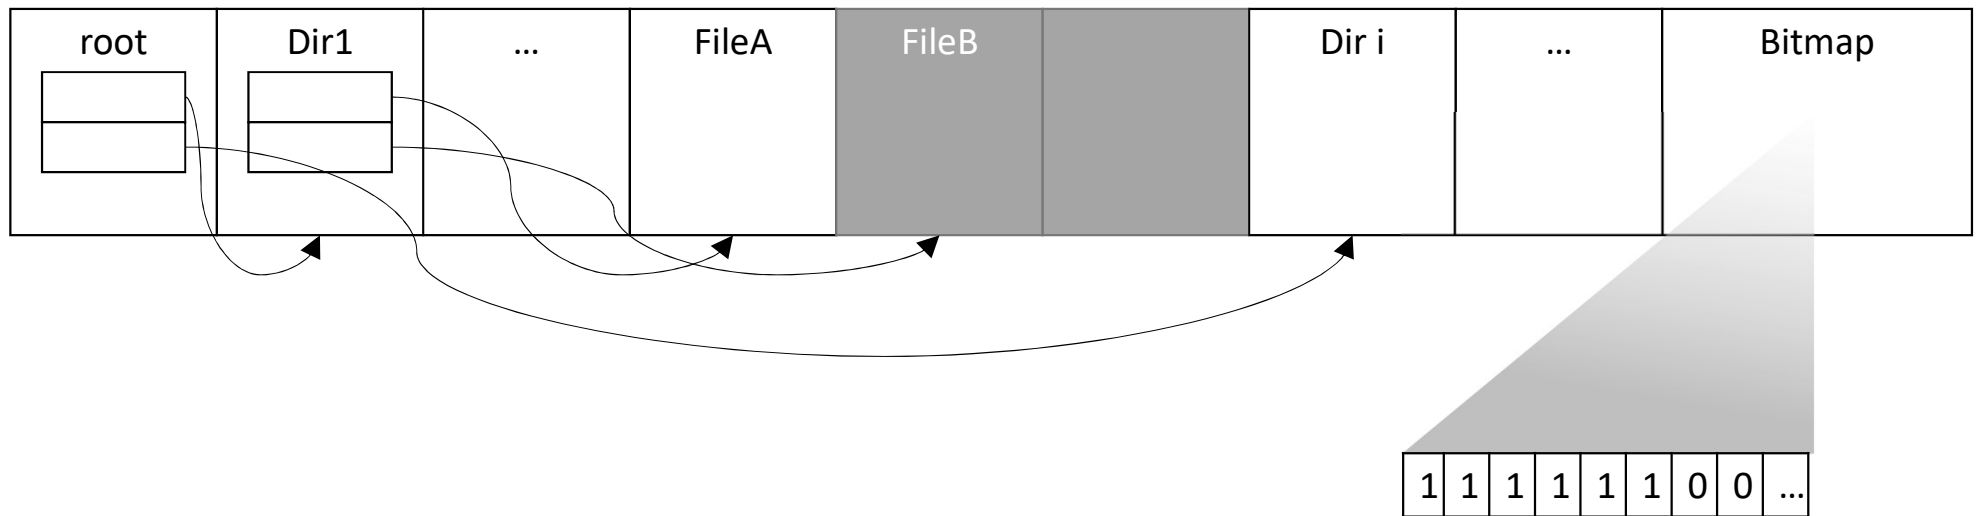 root Dir1 ... FileA FileB Dir i ... Bitmap
1 1 1 1 1 1 0 0 ...